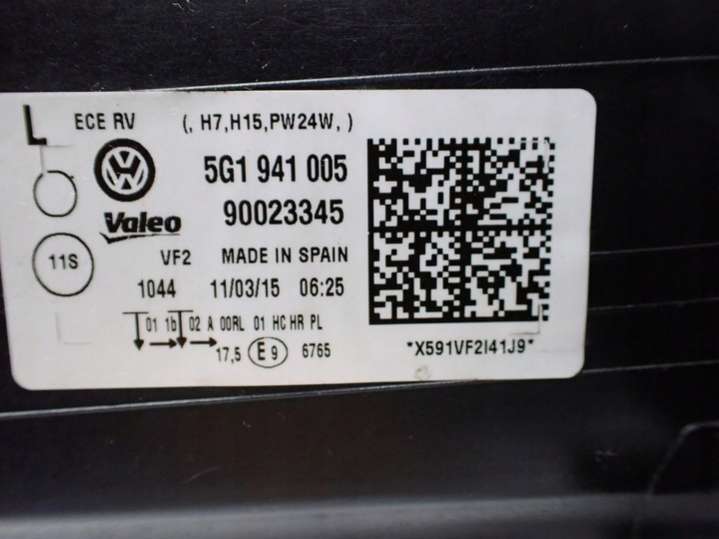 L ECE RV (, H7,H15,PW24W, )
5G1 941 005
Valeo 90023345
11S VF2 MADE IN SPAIN
1044 11/03/15 06:25
01 1b 02 A 00RL 01 HC HR PL
17,5 E 9 6765
*X591VF2I41J9*